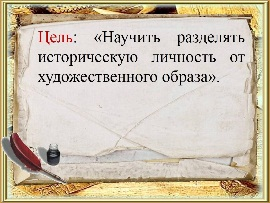 Цель: «Научить разделять
историческую личность от
художественного образа».